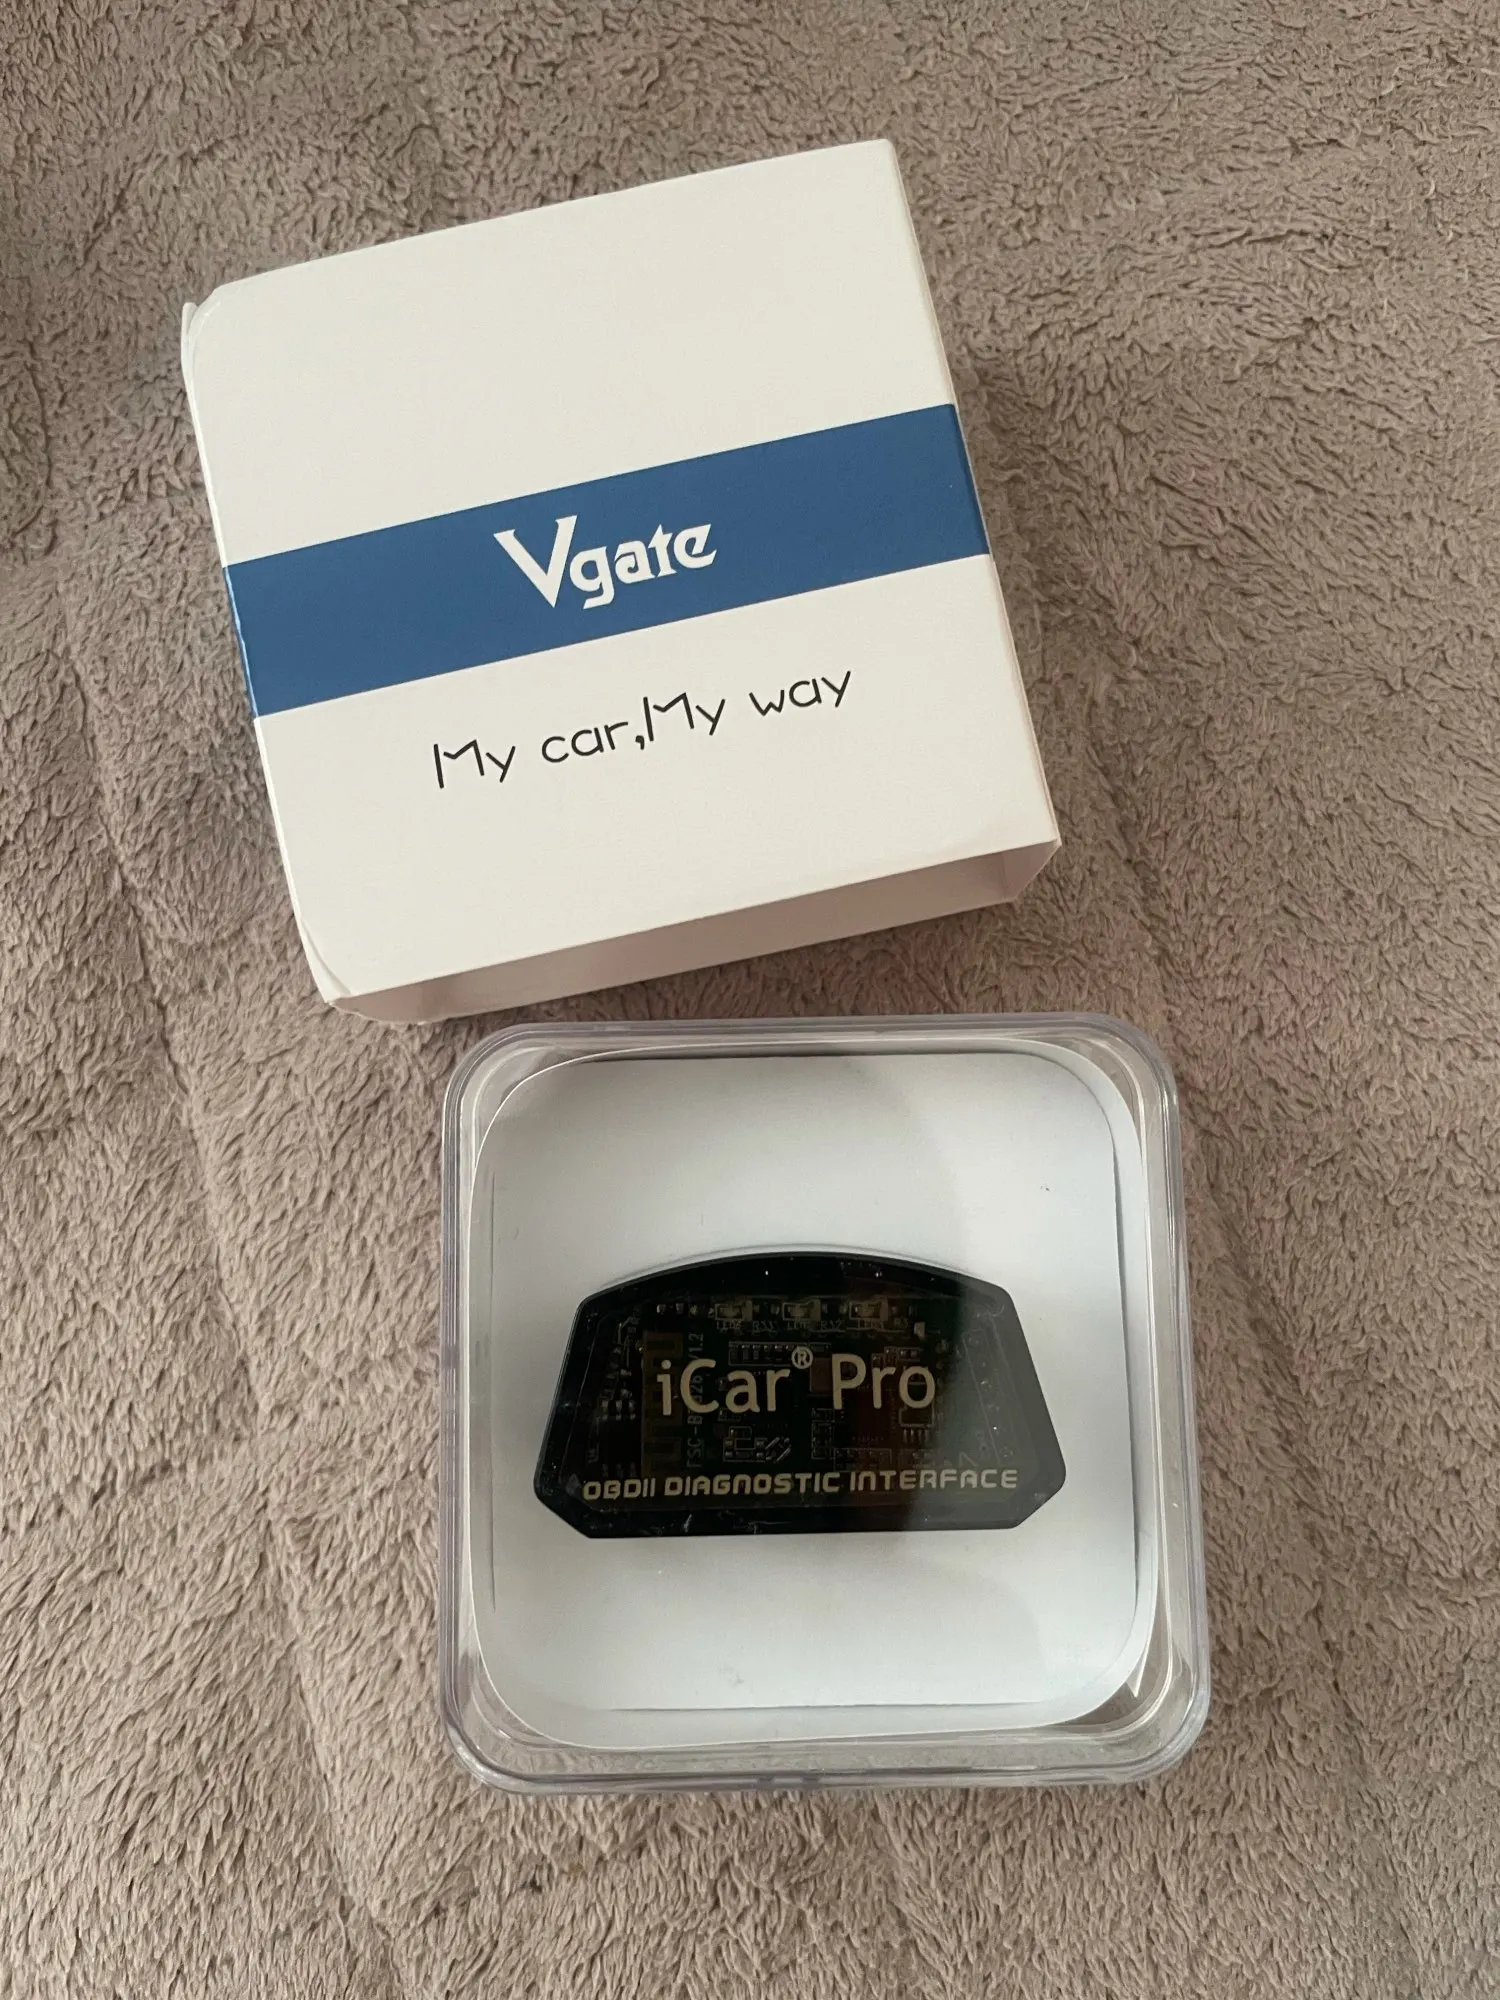 Vgate
My car,My way
iCar® Pro
OBDII DIAGNOSTIC INTERFACE